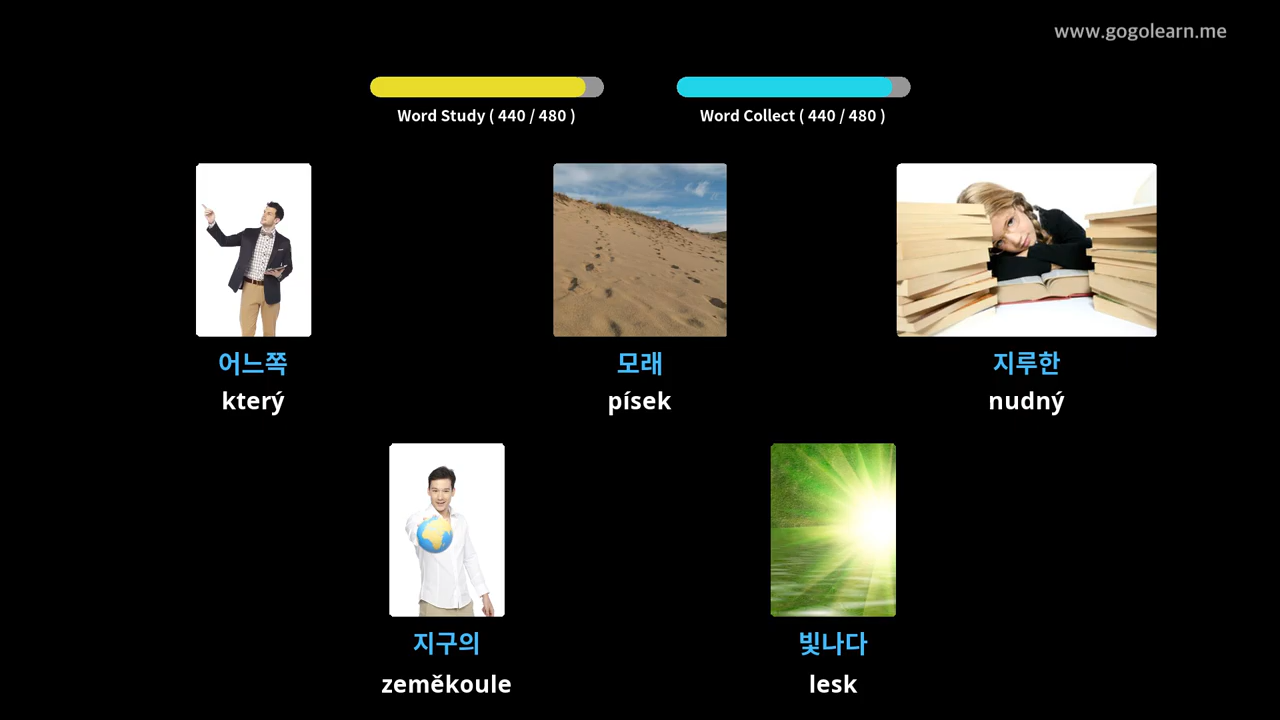 www.gogolearn.me
Word Study ( 440 / 480 )
Word Collect ( 440 / 480 )
어느쪽
který
모래
písek
지루한
nudný
지구의
zeměkoule
빛나다
lesk